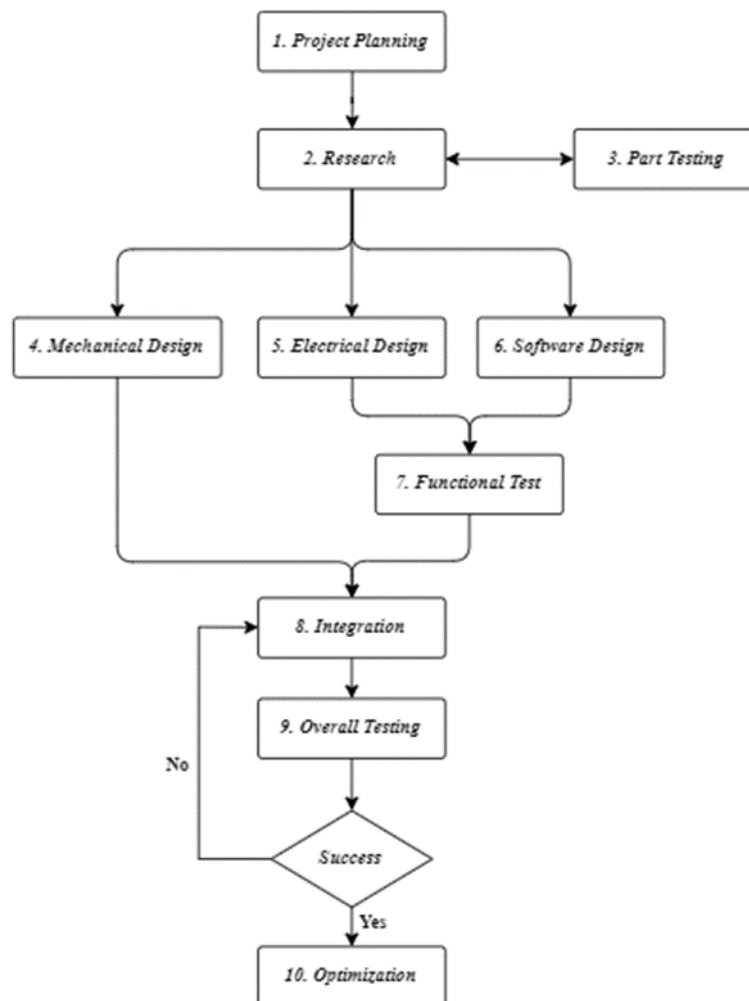 1. Project Planning
2. Research
3. Part Testing
4. Mechanical Design
5. Electrical Design
6. Software Design
7. Functional Test
8. Integration
9. Overall Testing
No
Success
Yes
10. Optimization